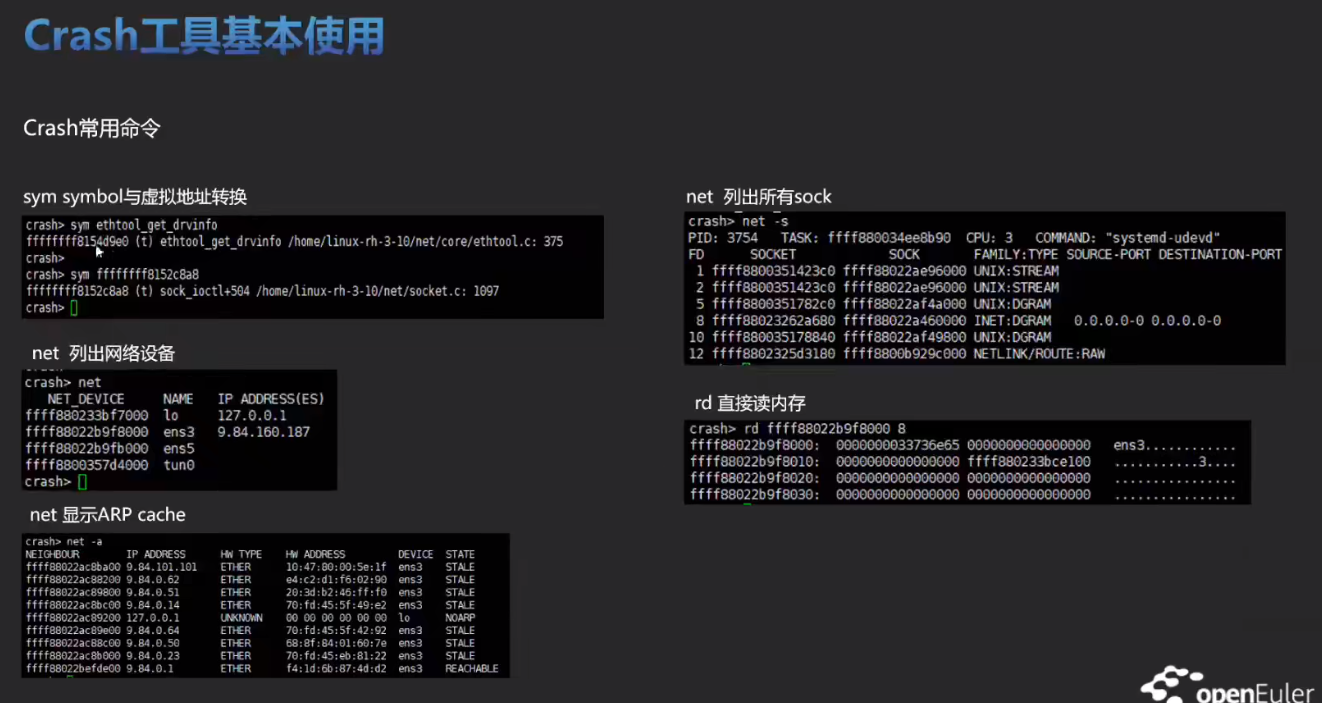 Crash工具基本使用
Crash常用命令
sym symbol与虚拟地址转换
crash> sym ethtool_get_drvinfo
ffffffff8154d9e0 (t) ethtool_get_drvinfo /home/linux-rh-3-10/net/core/ethtool.c: 375
crash>
crash> sym ffffffff8152c8a8
ffffffff8152c8a8 (t) sock_ioctl+504 /home/linux-rh-3-10/net/socket.c: 1097
crash>
net 列出网络设备
crash> net
NET_DEVICE NAME IP ADDRESS(ES)
ffff880233bf7000 lo 127.0.0.1
ffff88022b9f8000 ens3 9.84.160.187
ffff88022b9fb000 ens5
ffff8800357d4000 tun0
crash>
net 显示ARP cache
crash> net -a
NEIGHBOUR IP ADDRESS HW TYPE HW ADDRESS DEVICE STATE
ffff88022ac8ba00 9.84.101.101 ETHER 10:47:80:00:5e:1f ens3 STALE
ffff88022ac88200 9.84.0.62 ETHER e4:c2:d1:f6:02:90 ens3 STALE
ffff88022ac89800 9.84.0.51 ETHER 20:3d:b2:46:ff:f0 ens3 STALE
ffff88022ac8bc00 9.84.0.14 ETHER 70:fd:45:5f:49:e2 ens3 STALE
ffff88022ac89200 127.0.0.1 UNKNOWN 00 00 00 00 00 00 lo NOARP
ffff88022ac89e00 9.84.0.64 ETHER 70:fd:45:5f:42:92 ens3 STALE
ffff88022ac88c00 9.84.0.50 ETHER 68:8f:84:01:60:7e ens3 STALE
ffff88022ac8b000 9.84.0.23 ETHER 70:fd:45:eb:81:22 ens3 STALE
ffff88022befde00 9.84.0.1 ETHER f4:1d:6b:87:4d:d2 ens3 REACHABLE
net 列出所有sock
crash> net -s
PID: 3754 TASK: ffff880034ee8b90 CPU: 3 COMMAND: "systemd-udevd"
FD SOCKET SOCK FAMILY:TYPE SOURCE-PORT DESTINATION-PORT
1 ffff8800351423c0 ffff88022ae96000 UNIX:STREAM
2 ffff8800351423c0 ffff88022ae96000 UNIX:STREAM
5 ffff8800351782c0 ffff88022af4a000 UNIX:DGRAM
8 ffff88023262a680 ffff88022a460000 INET:DGRAM 0.0.0.0-0 0.0.0.0-0
10 ffff880035178840 ffff88022af49800 UNIX:DGRAM
12 ffff8802325d3180 ffff8800b929c000 NETLINK/ROUTE:RAW
rd 直接读内存
crash> rd ffff88022b9f8000 8
ffff88022b9f8000: 0000000033736e65 0000000000000000 ens3............
ffff88022b9f8010: 0000000000000000 ffff880233bce100 ...........3....
ffff88022b9f8020: 0000000000000000 0000000000000000 ................
ffff88022b9f8030: 0000000000000000 0000000000000000 ................
openEuler